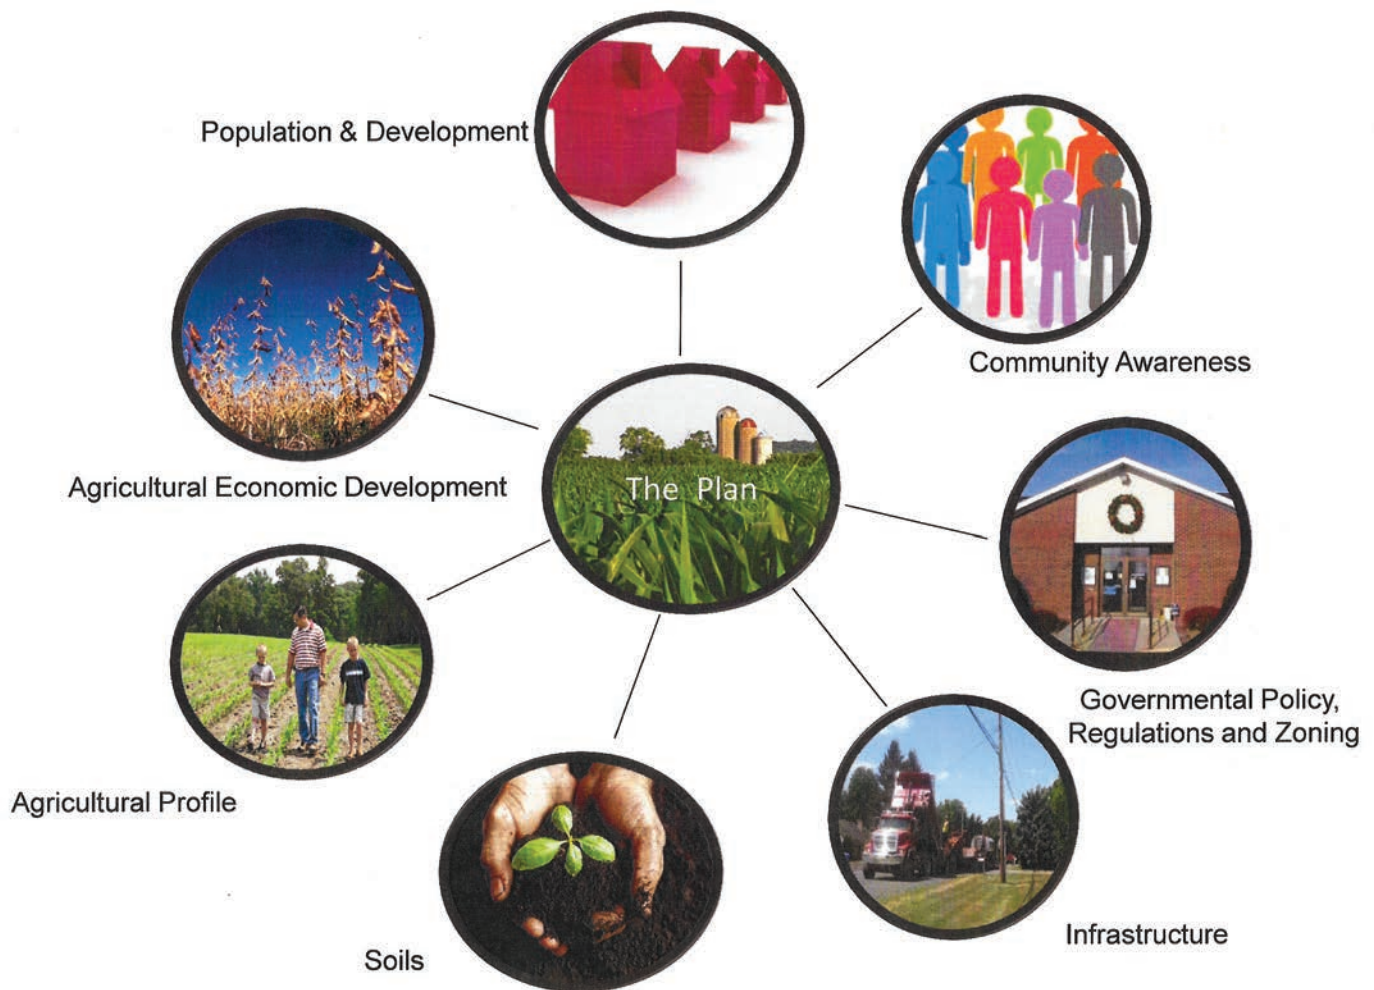 Population & Development
Community Awareness
Agricultural Economic Development
The Plan
Governmental Policy,
Regulations and Zoning
Agricultural Profile
Infrastructure
Soils